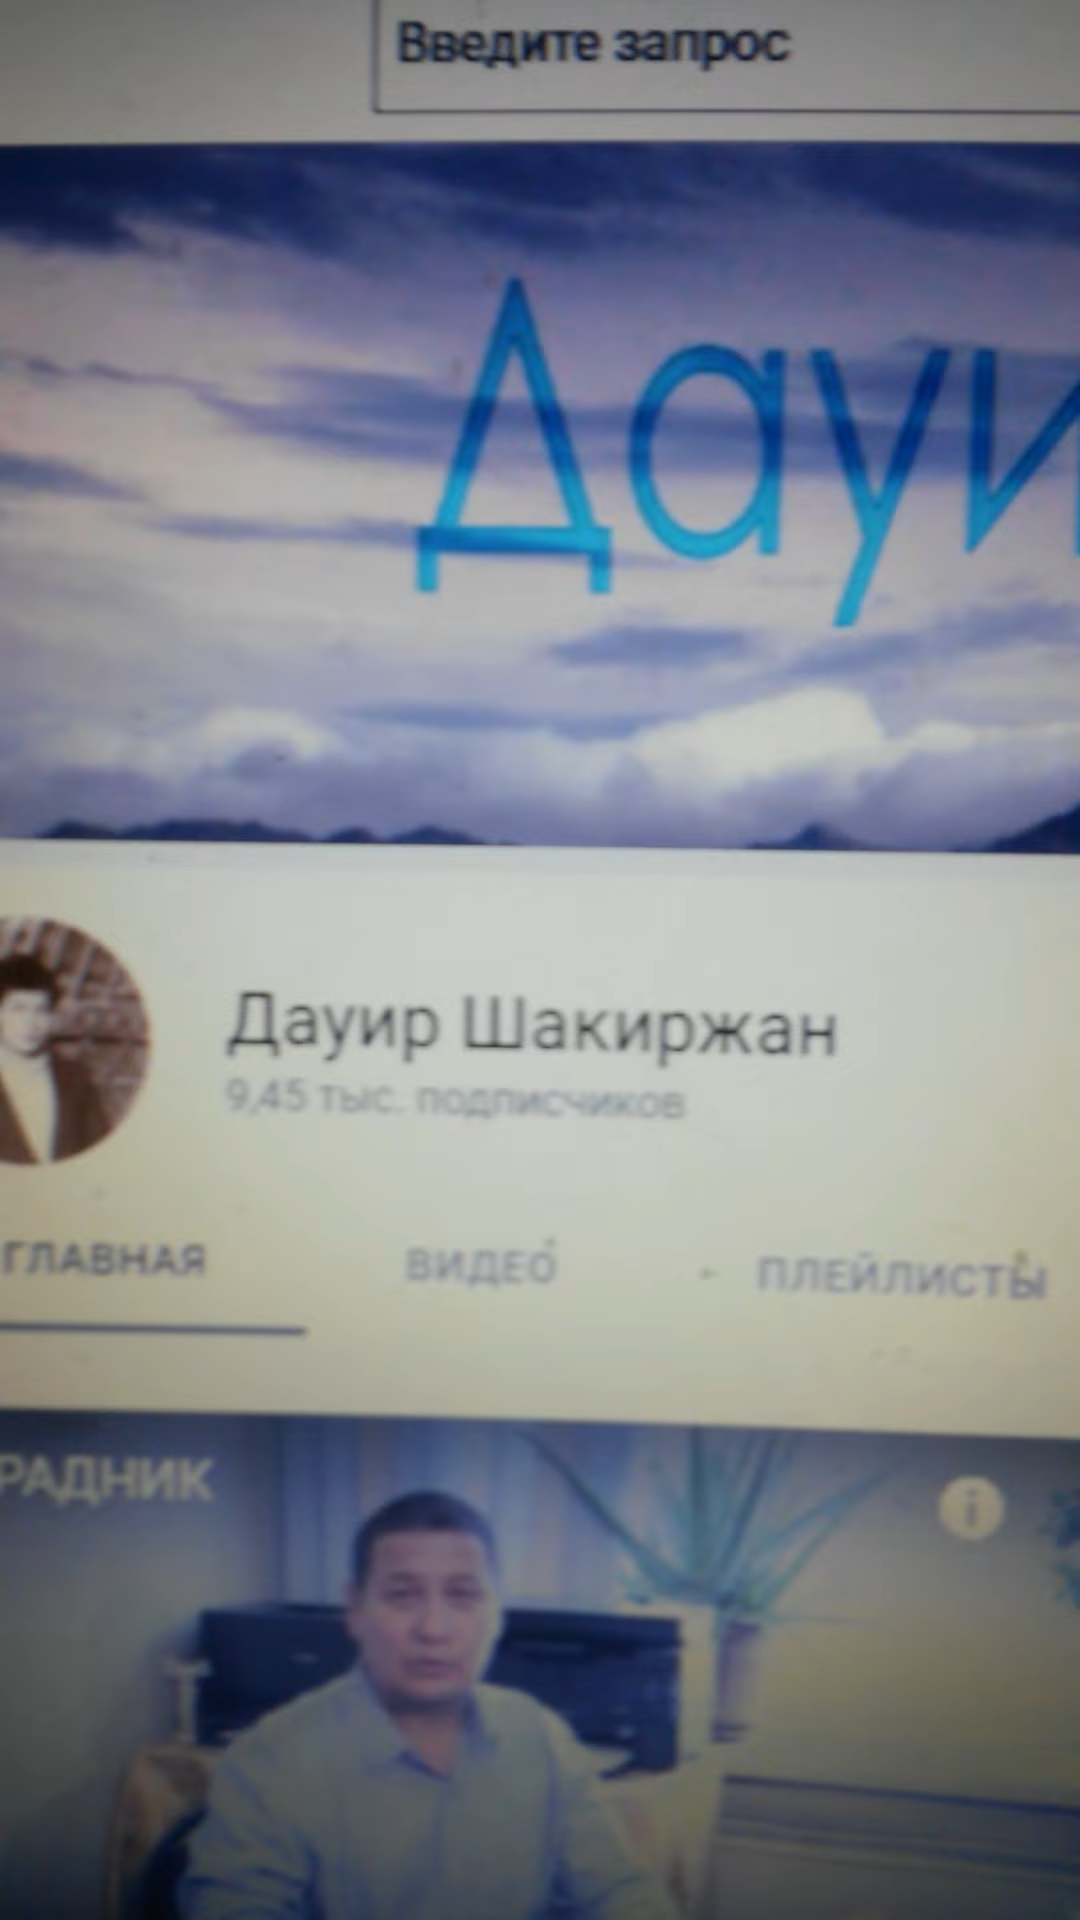 Введите запрос
Дауи
Дауир Шакиржан
9,45 тыс. подписчиков
ГЛАВНАЯ ВИДЕО ПЛЕЙЛИСТЫ
РАДНИК
i